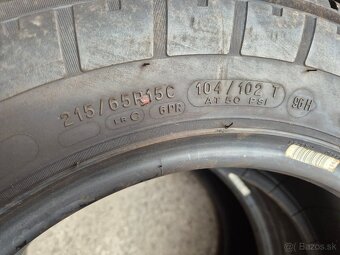 215/65R15C 104/102 T 96H
6PR AT 50 PSI
Bazos.sk